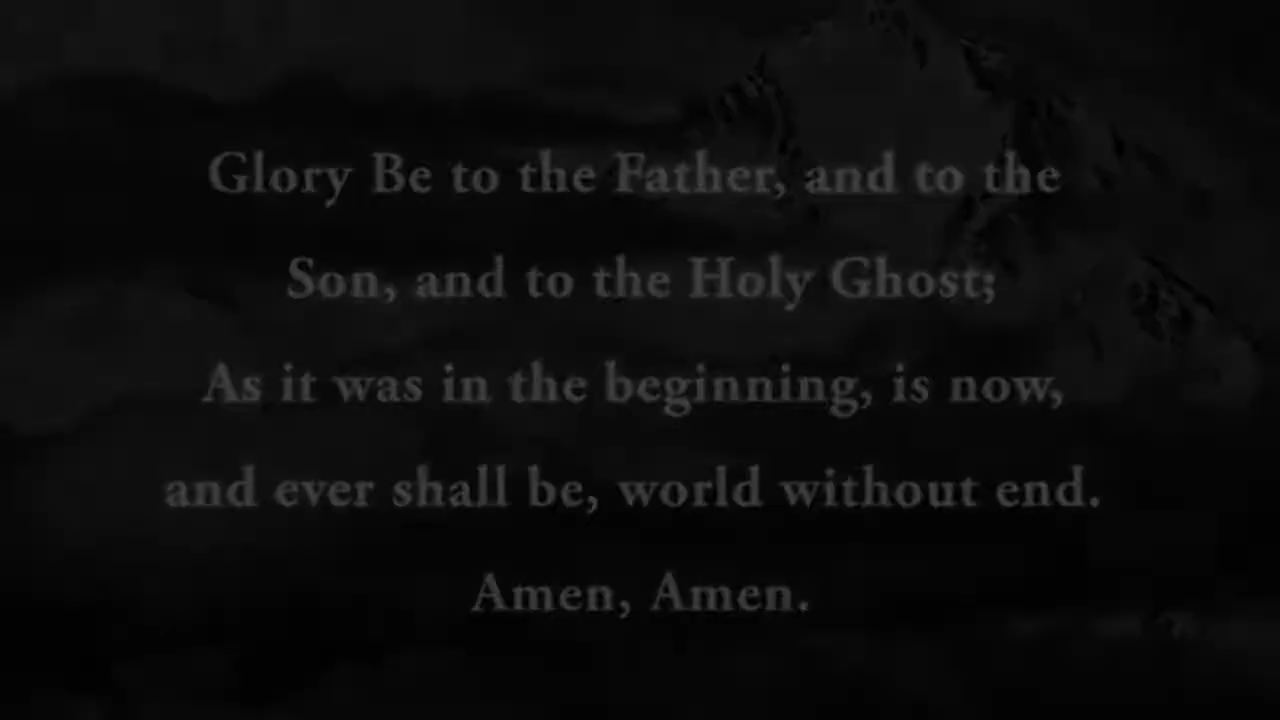 Glory Be to the Father, and to the
Son, and to the Holy Ghost;
As it was in the beginning, is now,
and ever shall be, world without end.
Amen, Amen.